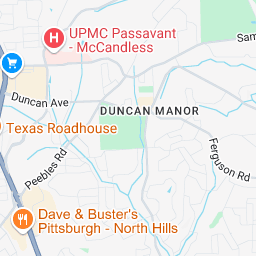 UPMC Passavant
- McCandless
Sam
Duncan Ave
DUNCAN MANOR
Texas Roadhouse
Peebles Rd
Ferguson Rd
Dave & Buster's
Pittsburgh - North Hills